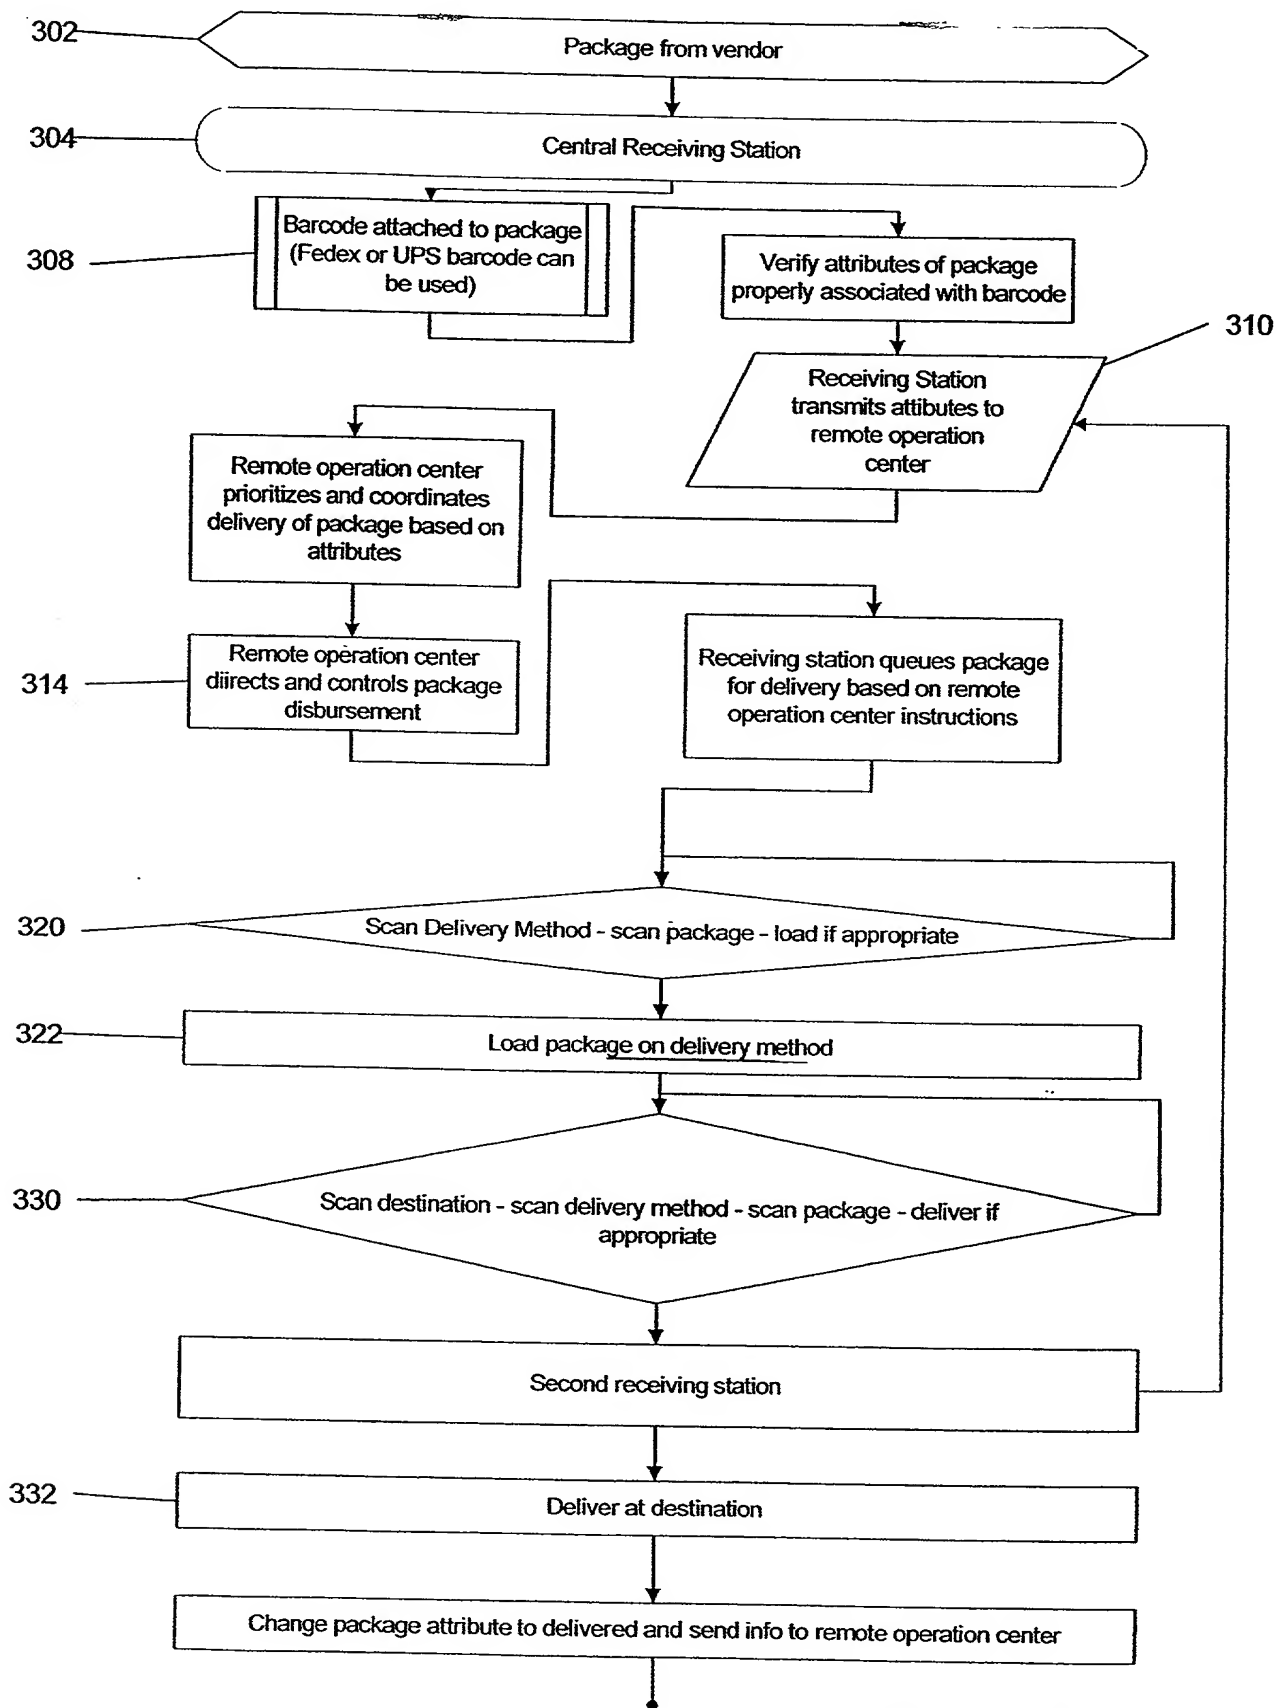 302
Package from vendor
304
Central Receiving Station
308
Barcode attached to package
(Fedex or UPS barcode can
be used)
Verify attributes of package
properly associated with barcode
310
Receiving Station
transmits attibutes to
remote operation
center
Remote operation center
prioritizes and coordinates
delivery of package based on
attributes
314
Remote operation center
diirects and controls package
disbursement
Receiving station queues package
for delivery based on remote
operation center instructions
320
Scan Delivery Method - scan package - load if appropriate
322
Load package on delivery method
330
Scan destination - scan delivery method - scan package - deliver if
appropriate
Second receiving station
332
Deliver at destination
Change package attribute to delivered and send info to remote operation center